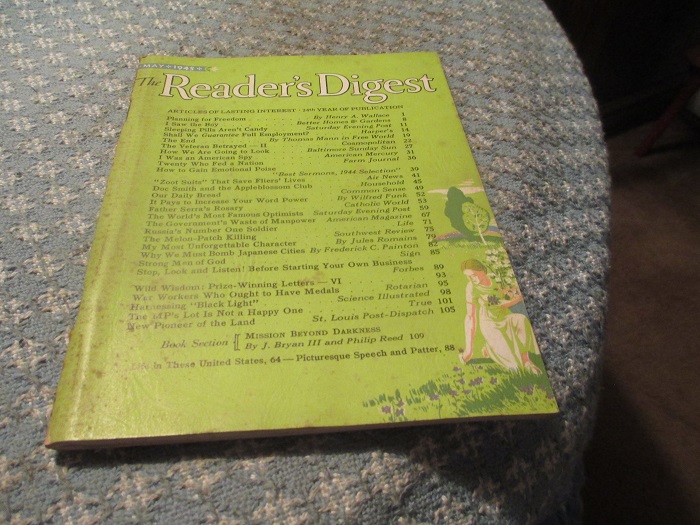 MAY • 1945
The Reader's Digest
ARTICLES OF LASTING INTEREST · 24th YEAR OF PUBLICATION
Planning for Freedom . . . By Henry A. Wallace 1
I Saw the Boy . . . Better Homes & Gardens 8
Sleeping Pills Aren't Candy . . . Saturday Evening Post 11
Shall We Guarantee Full Employment? . . . Harper's 14
The End . . . By Thomas Mann in Free World 19
The Veteran Betrayed — II . . . Cosmopolitan 22
How We Are Going to Look . . . Baltimore Sunday Sun 27
I Was an American Spy . . . American Mercury 31
Twenty Who Fed a Nation . . . Farm Journal 36
How to Gain Emotional Poise
"Best Sermons, 1944 Selection" 39
"Zoot Suits" That Save Fliers' Lives . . . Air News 41
Doc Smith and the Appleblossom Club . . . Household 45
Our Daily Bread . . . Common Sense 49
It Pays to Increase Your Word Power . . . By Wilfred Funk 52
Father Serra's Rosary . . . Catholic World 53
The World's Most Famous Optimists . . . Saturday Evening Post 59
The Government's Waste of Manpower . . . American Magazine 67
Russia's Number One Soldier . . . Life 71
The Melon-Patch Killing . . . Southwest Review 75
My Most Unforgettable Character . . . By Jules Romains 79
Why We Must Bomb Japanese Cities . . . By Frederick C. Painton 82
Strong Men of God . . . Sign 85
Stop, Look and Listen! Before Starting Your Own Business
Forbes 89
Wild Wisdom: Prize-Winning Letters — VI . . . 93
War Workers Who Ought to Have Medals . . . Rotarian 95
Harnessing "Black Light" . . . Science Illustrated 98
The MP's Lot Is Not a Happy One . . . True 101
New Pioneer of the Land . . . St. Louis Post-Dispatch 105
Book Section [ MISSION BEYOND DARKNESS
By J. Bryan III and Philip Reed 109
Life in These United States, 64 — Picturesque Speech and Patter, 88